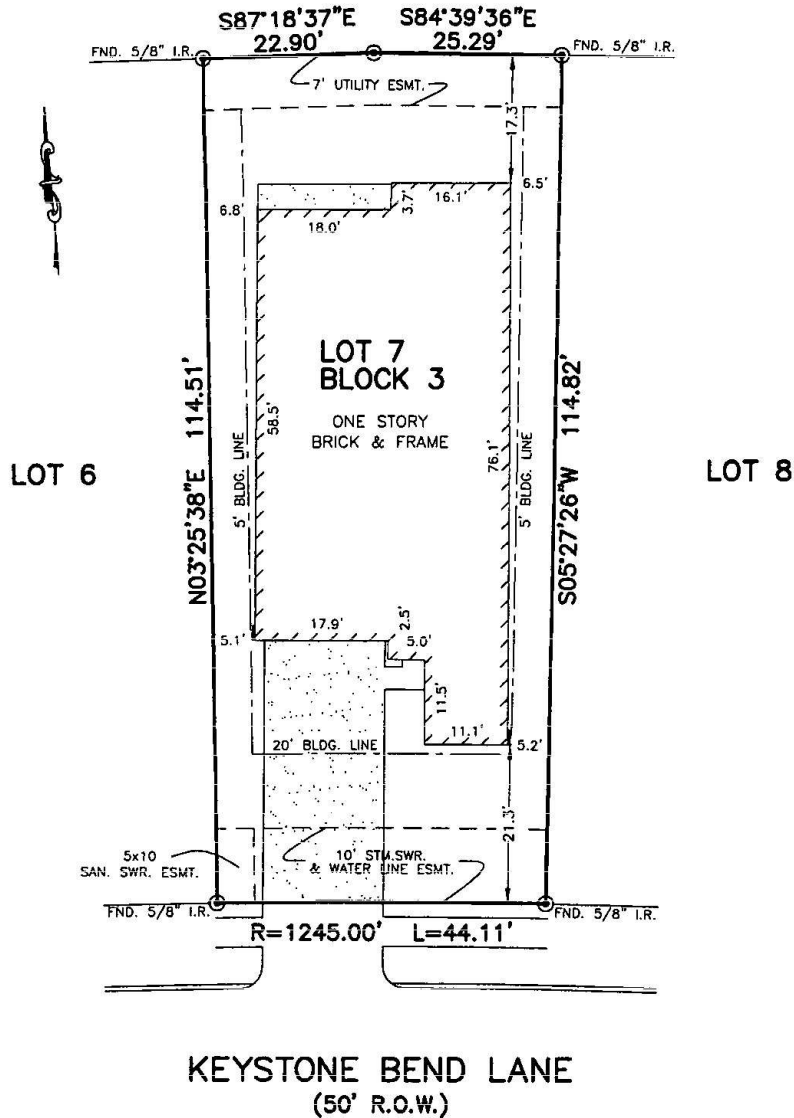 S87°18'37"E
22.90'
S84°39'36"E
25.29'
FND. 5/8" I.R.
FND. 5/8" I.R.
7' UTILITY ESMT.
17.3'
6.8'
18.0'
3.7'
16.1'
6.5'
LOT 7
BLOCK 3
ONE STORY
BRICK & FRAME
N03°25'38"E 114.51'
5' BLDG. LINE
58.5'
76.1'
5' BLDG. LINE
S05°27'26"W 114.82'
LOT 6
LOT 8
5.1'
17.9'
2.5'
5.0'
11.5'
11.1'
5.2'
20' BLDG. LINE
21.3'
5x10
SAN. SWR. ESMT.
10' STM.SWR.
& WATER LINE ESMT.
FND. 5/8" I.R.
FND. 5/8" I.R.
R=1245.00' L=44.11'
KEYSTONE BEND LANE
(50' R.O.W.)